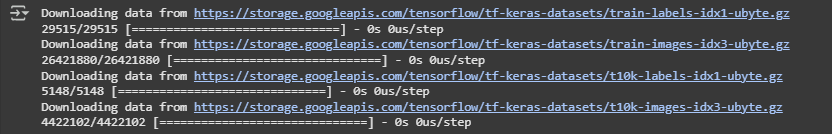 Downloading data from https://storage.googleapis.com/tensorflow/tf-keras-datasets/train-labels-idx1-ubyte.gz
29515/29515 [==============================] - 0s 0us/step
Downloading data from https://storage.googleapis.com/tensorflow/tf-keras-datasets/train-images-idx3-ubyte.gz
26421880/26421880 [==============================] - 0s 0us/step
Downloading data from https://storage.googleapis.com/tensorflow/tf-keras-datasets/t10k-labels-idx1-ubyte.gz
5148/5148 [==============================] - 0s 0us/step
Downloading data from https://storage.googleapis.com/tensorflow/tf-keras-datasets/t10k-images-idx3-ubyte.gz
4422102/4422102 [==============================] - 0s 0us/step